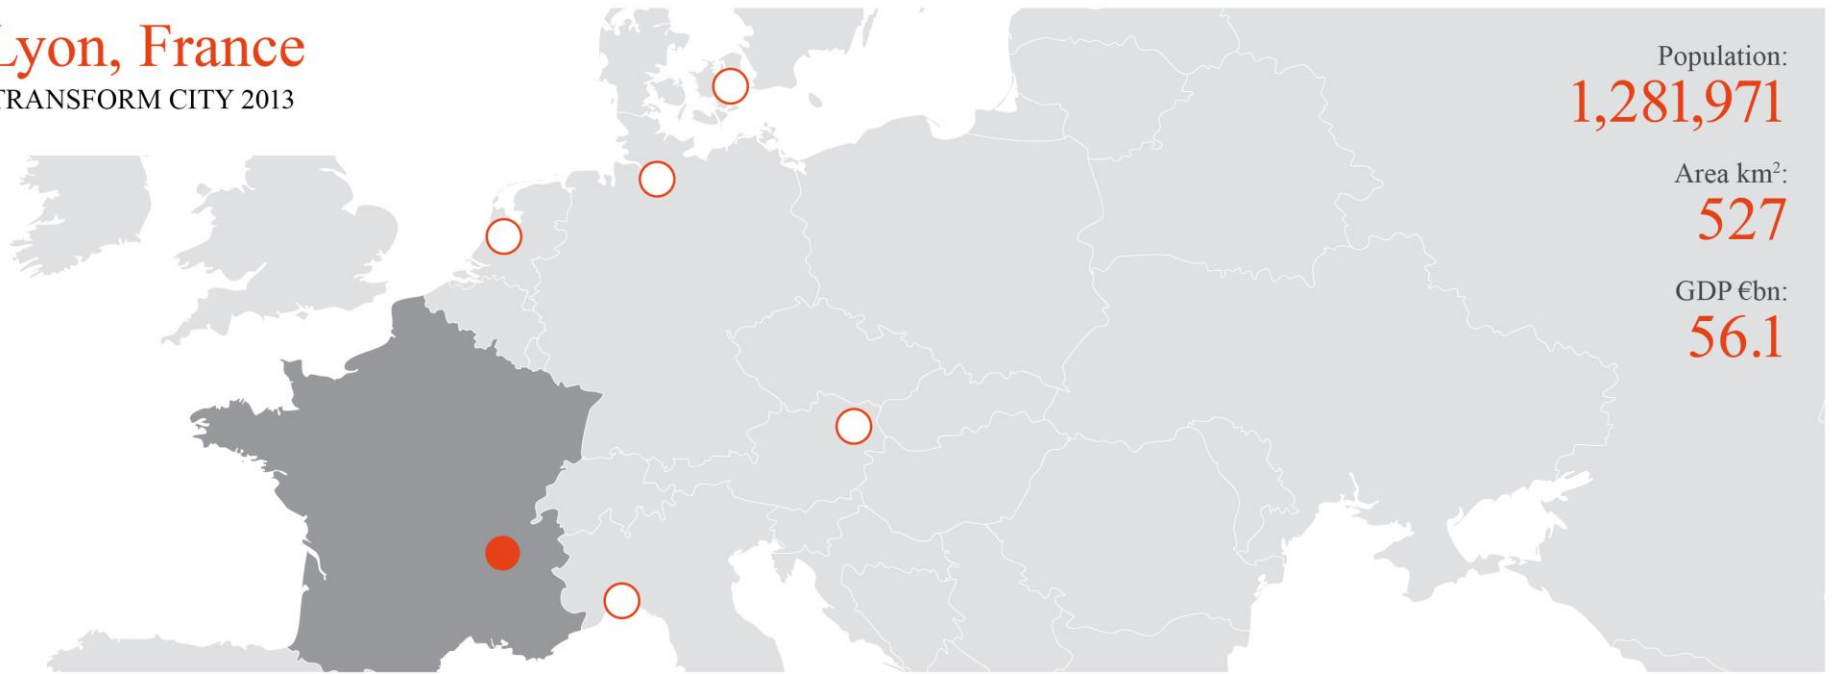 Lyon, France
TRANSFORM CITY 2013
Population:
1,281,971
Area km²:
527
GDP €bn:
56.1